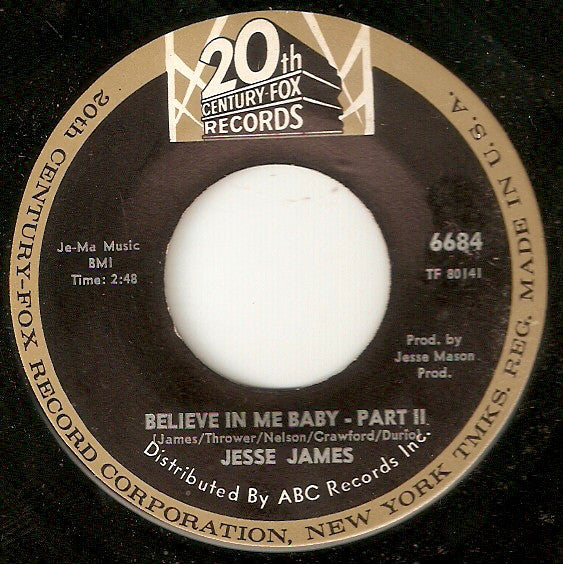 20th
CENTURY-FOX
RECORDS
20th CENTURY-FOX RECORD CORPORATION, NEW YORK TMKS. REG. MADE IN U.S.A.
Je-Ma Music
BMI
Time: 2:48
6684
TF 80141
Prod. by
Jesse Mason
Prod.
BELIEVE IN ME BABY - PART II
(James/Thrower/Nelson/Crawford/Durio)
JESSE JAMES
Distributed By ABC Records Inc.